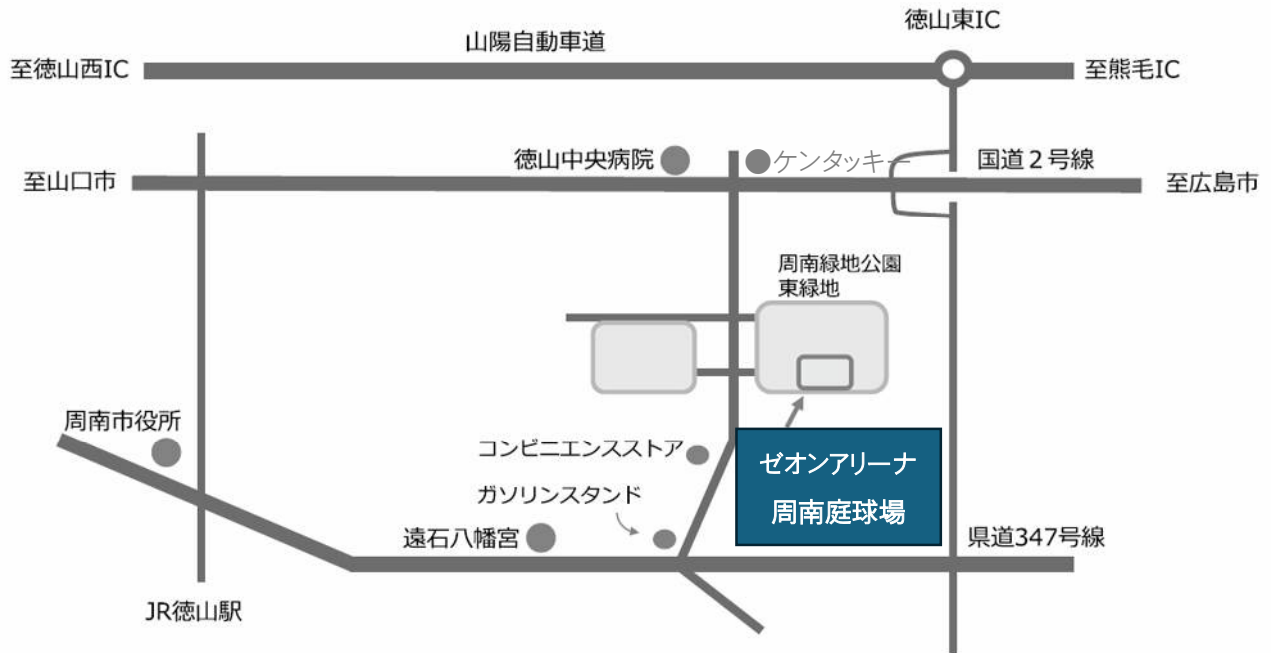 徳山東IC
山陽自動車道
至徳山西IC
至熊毛IC
徳山中央病院
ケンタッキー
国道2号線
至山口市
至広島市
周南緑地公園
東緑地
周南市役所
コンビニエンスストア
ゼオンアリーナ
周南庭球場
ガソリンスタンド
遠石八幡宮
県道347号線
JR徳山駅